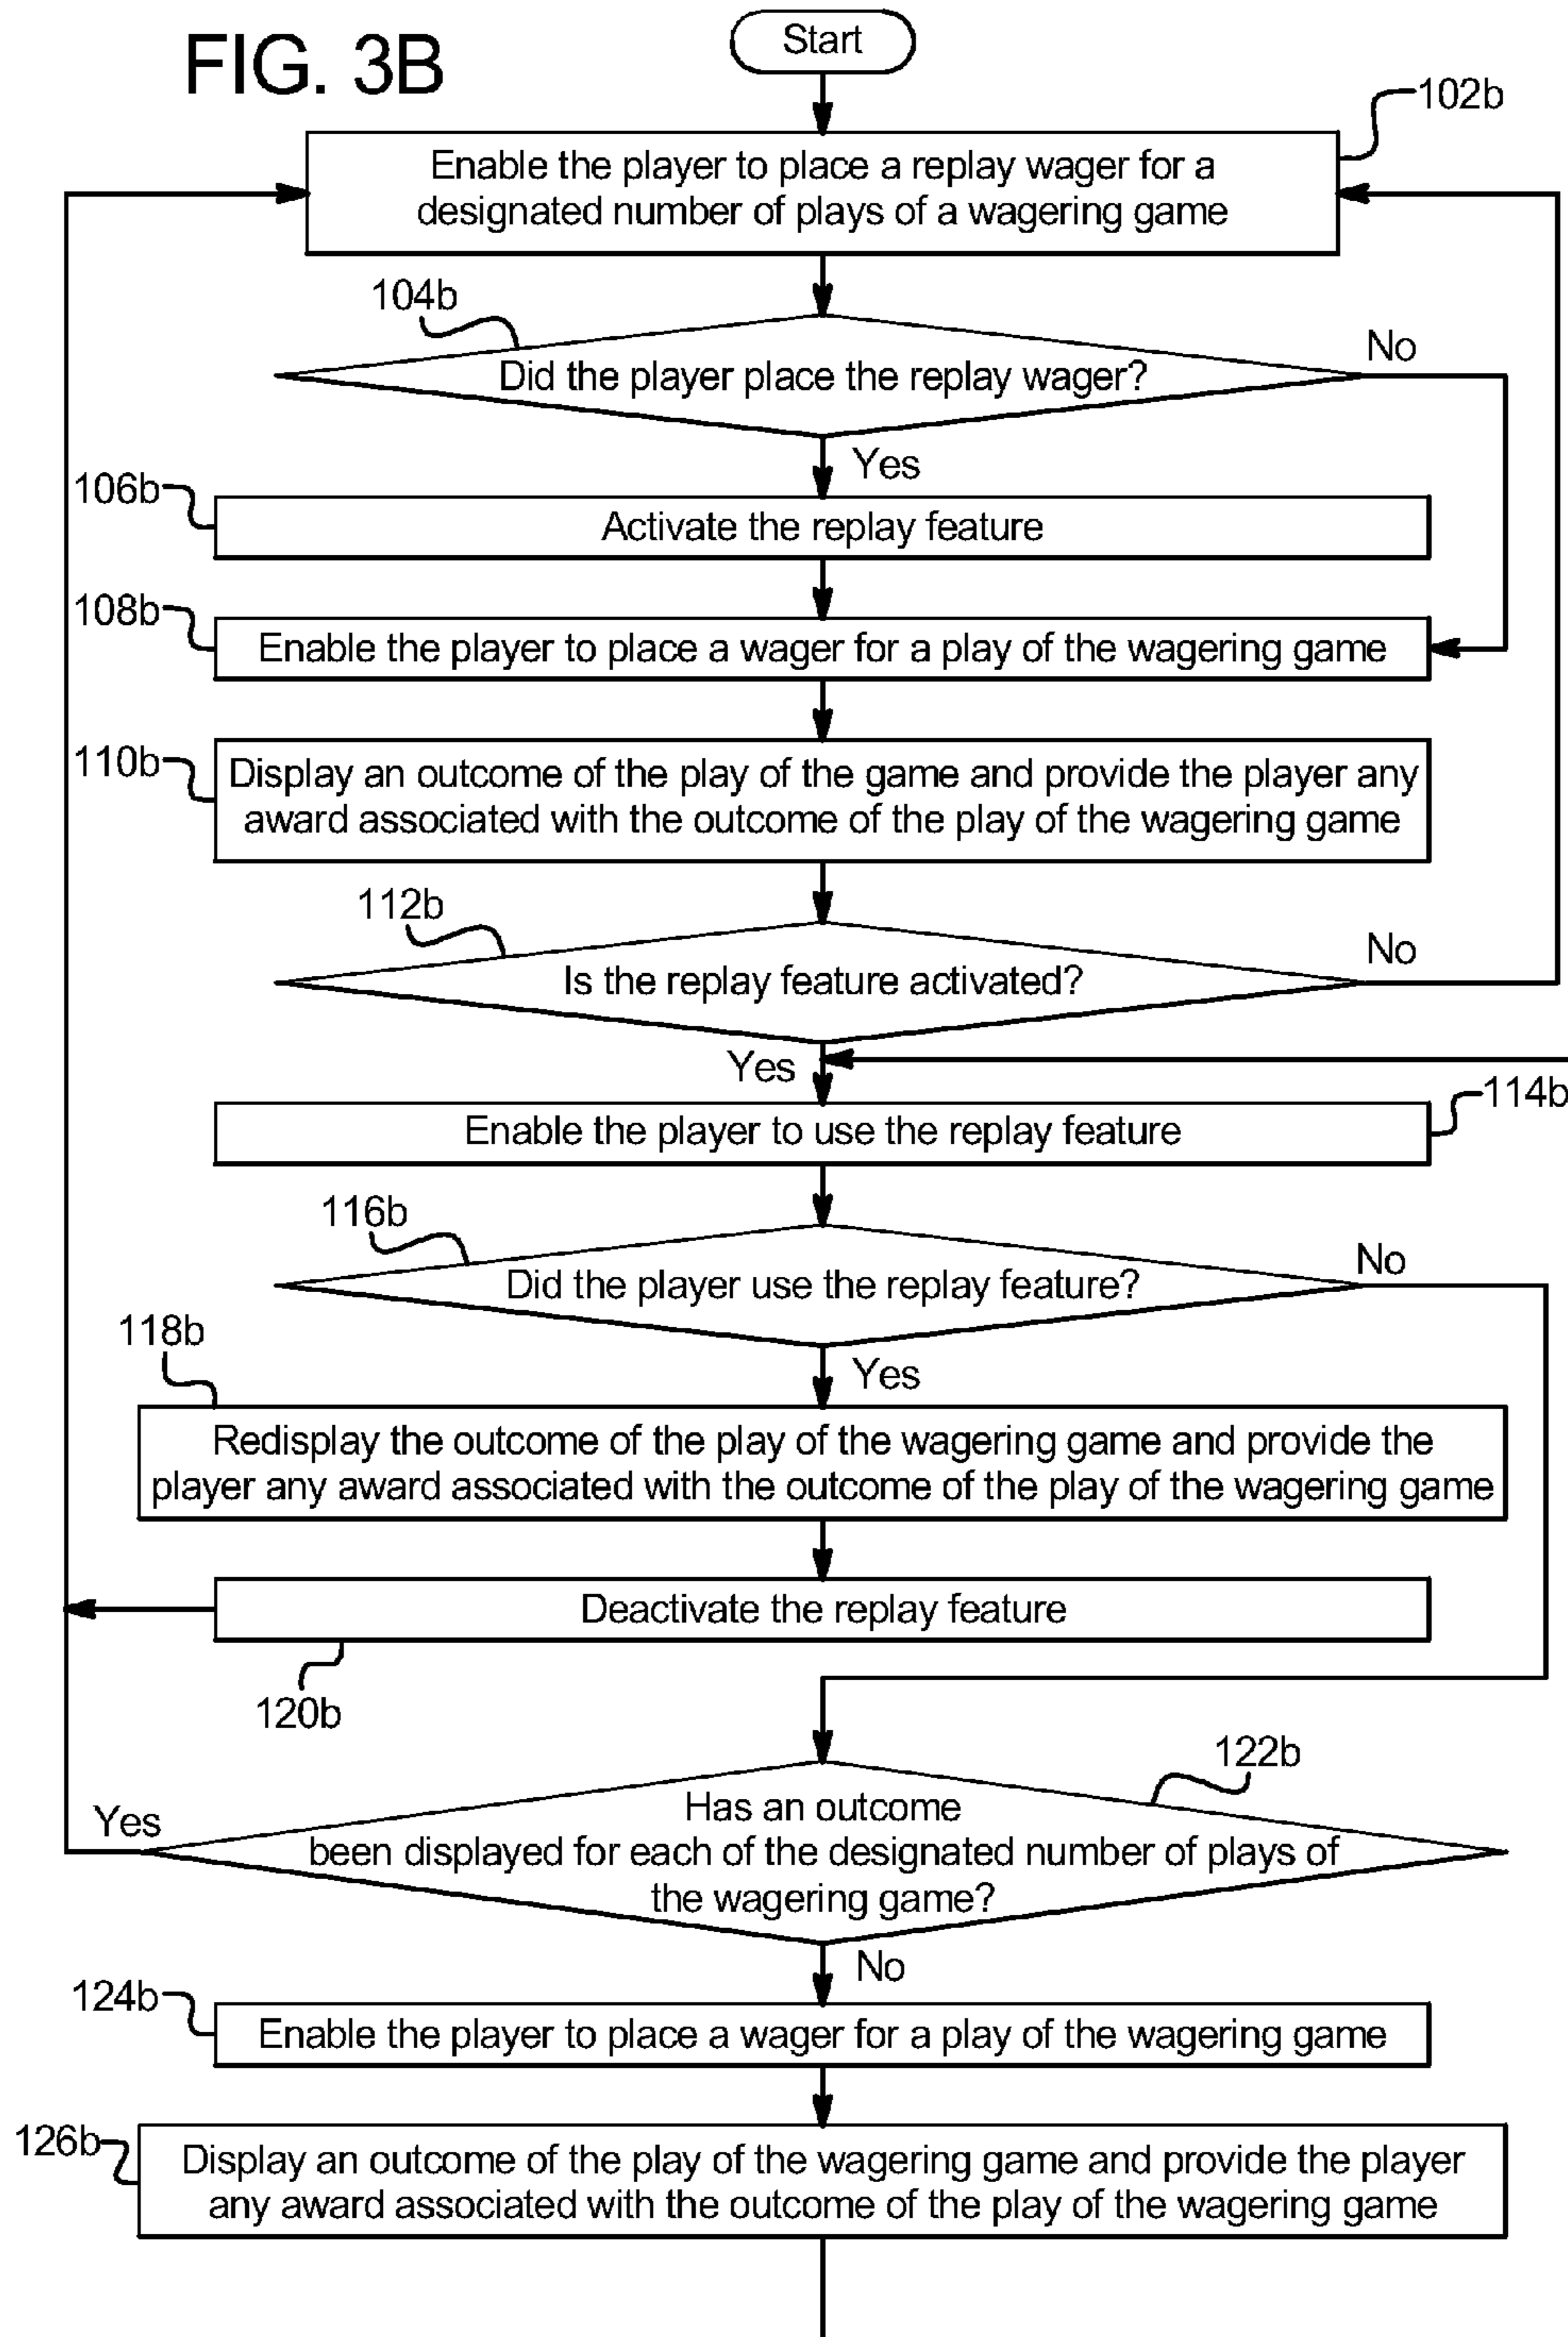 FIG. 3B
Start
102b
Enable the player to place a replay wager for a
designated number of plays of a wagering game
104b
No
Did the player place the replay wager?
Yes
106b
Activate the replay feature
108b
Enable the player to place a wager for a play of the wagering game
110b
Display an outcome of the play of the game and provide the player any
award associated with the outcome of the play of the wagering game
112b
No
Is the replay feature activated?
Yes
114b
Enable the player to use the replay feature
116b
No
Did the player use the replay feature?
118b
Yes
Redisplay the outcome of the play of the wagering game and provide the
player any award associated with the outcome of the play of the wagering game
Deactivate the replay feature
120b
122b
Yes
Has an outcome
been displayed for each of the designated number of plays of
the wagering game?
No
124b
Enable the player to place a wager for a play of the wagering game
126b
Display an outcome of the play of the wagering game and provide the player
any award associated with the outcome of the play of the wagering game